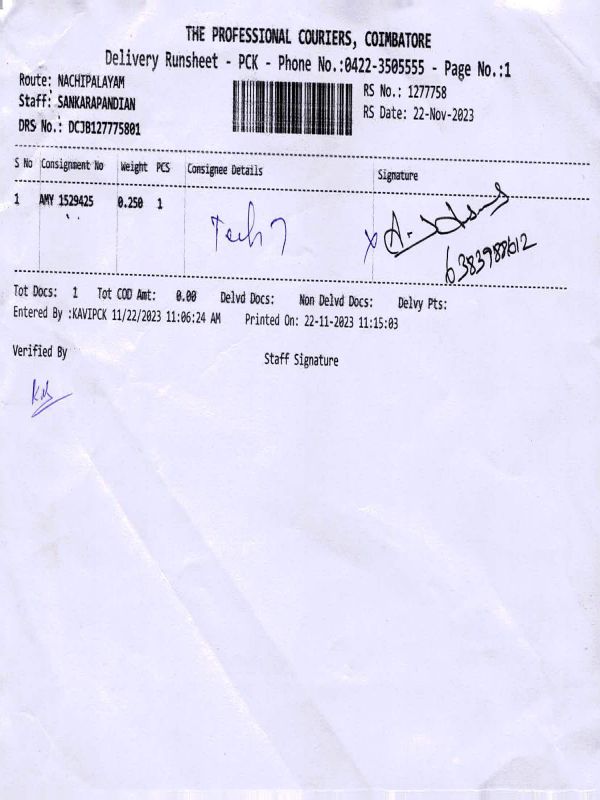 THE PROFESSIONAL COURIERS, COIMBATORE
Delivery Runsheet - PCK - Phone No.:0422-3505555 - Page No.:1
Route: NACHIPALAYAM
RS No.: 1277758
Staff: SANKARAPANDIAN
RS Date: 22-Nov-2023
DRS No.: DCJB127775801
S No Consignment No Weight PCS Consignee Details Signature
1 AMY 1529425 0.250 1
6383988612
Tot Docs: 1 Tot COD Amt: 0.00 Delvd Docs: Non Delvd Docs: Delvy Pts:
Entered By :KAVIPCK 11/22/2023 11:06:24 AM Printed On: 22-11-2023 11:15:03
Verified By Staff Signature